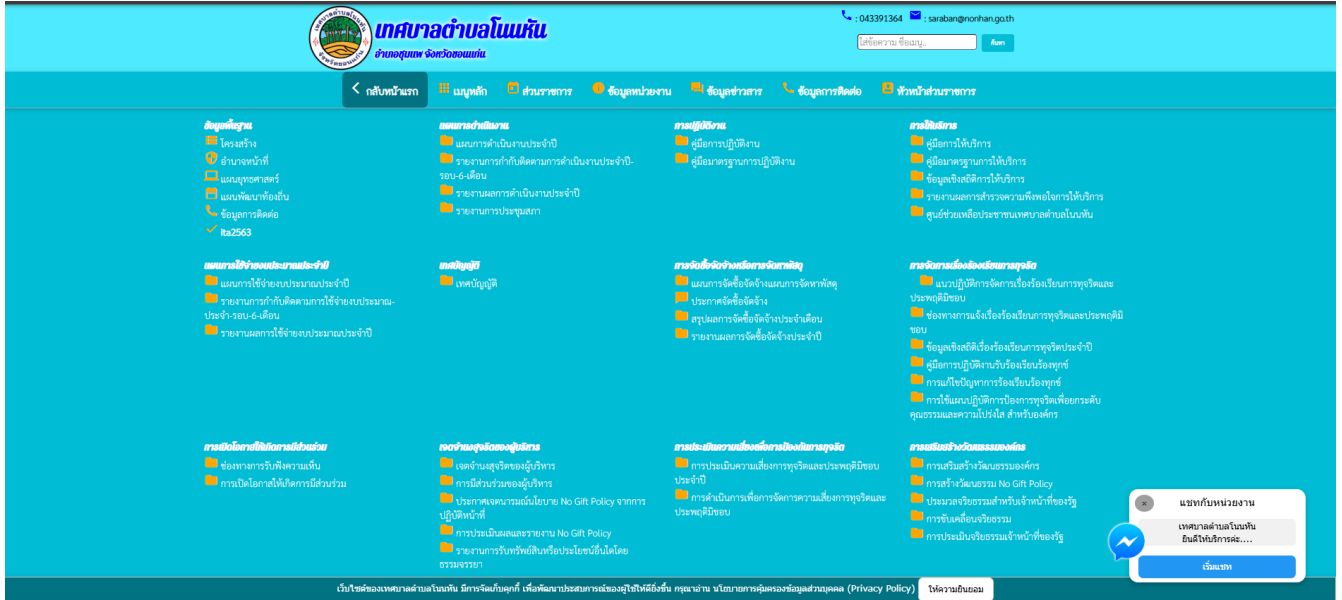 เทศบาลตำบลโนนหัน
อำเภอชุมแพ จังหวัดขอนแก่น
: 043391364 : saraban@nonhan.go.th
ใส่ข้อความ ชื่อเมนู..
ค้นหา
กลับหน้าแรก เมนูหลัก ส่วนราชการ ข้อมูลหน่วยงาน ข้อมูลข่าวสาร ข้อมูลการติดต่อ หัวหน้าส่วนราชการ
ข้อมูลพื้นฐาน
โครงสร้าง
อำนาจหน้าที่
แผนยุทธศาสตร์
แผนพัฒนาท้องถิ่น
ข้อมูลการติดต่อ
ita2563
แผนการดำเนินงาน
แผนการดำเนินงานประจำปี
รายงานการกำกับติดตามการดำเนินงานประจำปี-
รอบ-6-เดือน
รายงานผลการดำเนินงานประจำปี
รายงานการประชุมสภา
การปฏิบัติงาน
คู่มือการปฏิบัติงาน
คู่มือมาตรฐานการปฏิบัติงาน
การให้บริการ
คู่มือการให้บริการ
คู่มือมาตรฐานการให้บริการ
ข้อมูลเชิงสถิติการให้บริการ
รายงานผลการสำรวจความพึงพอใจการให้บริการ
ศูนย์ช่วยเหลือประชาชนเทศบาลตำบลโนนหัน
แผนการใช้จ่ายงบประมาณประจำปี
แผนการใช้จ่ายงบประมาณประจำปี
รายงานการกำกับติดตามการใช้จ่ายงบประมาณ-
ประจำ-รอบ-6-เดือน
รายงานผลการใช้จ่ายงบประมาณประจำปี
เทศบัญญัติ
เทศบัญญัติ
การจัดซื้อจัดจ้างหรือการจัดหาพัสดุ
แผนการจัดซื้อจัดจ้างแผนการจัดหาพัสดุ
ประกาศจัดซื้อจัดจ้าง
สรุปผลการจัดซื้อจัดจ้างประจำเดือน
รายงานผลการจัดซื้อจัดจ้างประจำปี
การจัดการเรื่องร้องเรียนการทุจริต
แนวปฏิบัติการจัดการเรื่องร้องเรียนการทุจริตและ
ประพฤติมิชอบ
ช่องทางการแจ้งเรื่องร้องเรียนการทุจริตและประพฤติมิ
ชอบ
ข้อมูลเชิงสถิติเรื่องร้องเรียนการทุจริตประจำปี
คู่มือการปฏิบัติงานรับร้องเรียนร้องทุกข์
การแก้ไขปัญหาการร้องเรียนร้องทุกข์
การใช้แผนปฏิบัติการป้องการทุจริตเพื่อยกระดับ
คุณธรรมและความโปร่งใส สำหรับองค์กร
การเปิดโอกาสให้เกิดการมีส่วนร่วม
ช่องทางการรับฟังความเห็น
การเปิดโอกาสให้เกิดการมีส่วนร่วม
เจตจำนงสุจริตของผู้บริหาร
เจตจำนงสุจริตของผู้บริหาร
การมีส่วนร่วมของผู้บริหาร
ประกาศเจตนารมณ์นโยบาย No Gift Policy จากการ
ปฏิบัติหน้าที่
การประเมินผลและรายงาน No Gift Policy
รายงานการรับทรัพย์สินหรือประโยชน์อื่นใดโดย
ธรรมจรรยา
การประเมินความเสี่ยงเพื่อการป้องกันการทุจริต
การประเมินความเสี่ยงการทุจริตและประพฤติมิชอบ
ประจำปี
การดำเนินการเพื่อการจัดการความเสี่ยงการทุจริตและ
ประพฤติมิชอบ
การเสริมสร้างวัฒนธรรมองค์กร
การเสริมสร้างวัฒนธรรมองค์กร
การสร้างวัฒนธรรม No Gift Policy
ประมวลจริยธรรมสำหรับเจ้าหน้าที่ของรัฐ
การขับเคลื่อนจริยธรรม
การประเมินจริยธรรมเจ้าหน้าที่ของรัฐ
แชทกับหน่วยงาน
เทศบาลตำบลโนนหัน
ยินดีให้บริการค่ะ....
เริ่มแชท
เว็บไซต์ของเทศบาลตำบลโนนหัน มีการจัดเก็บคุกกี้ เพื่อพัฒนาประสบการณ์ของผู้ใช้ให้ดียิ่งขึ้น กรุณาอ่าน นโยบายการคุ้มครองข้อมูลส่วนบุคคล (Privacy Policy) ให้ความยินยอม